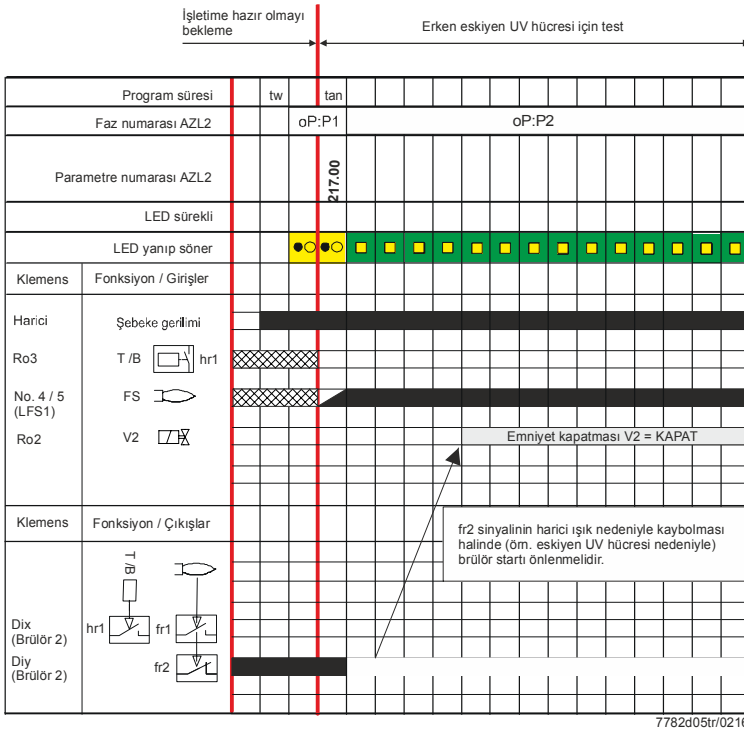 İşletime hazır olmayı
bekleme
Erken eskiyen UV hücresi için test
Program süresi tw tan
Faz numarası AZL2 oP:P1 oP:P2
Parametre numarası AZL2 217.00
LED sürekli
LED yanıp söner
Klemens Fonksiyon / Girişler
Harici Şebeke gerilimi
Ro3 T /B hr1
No. 4 / 5 FS
(LFS1)
Ro2 V2 Emniyet kapatması V2 = KAPAT
Klemens Fonksiyon / Çıkışlar
fr2 sinyalinin harici ışık nedeniyle kaybolması
halinde (örn. eskiyen UV hücresi nedeniyle)
brülör startı önlenmelidir.
T /B
Dix hr1 fr1
(Brülör 2)
Diy fr2
(Brülör 2)
7782d05tr/0216